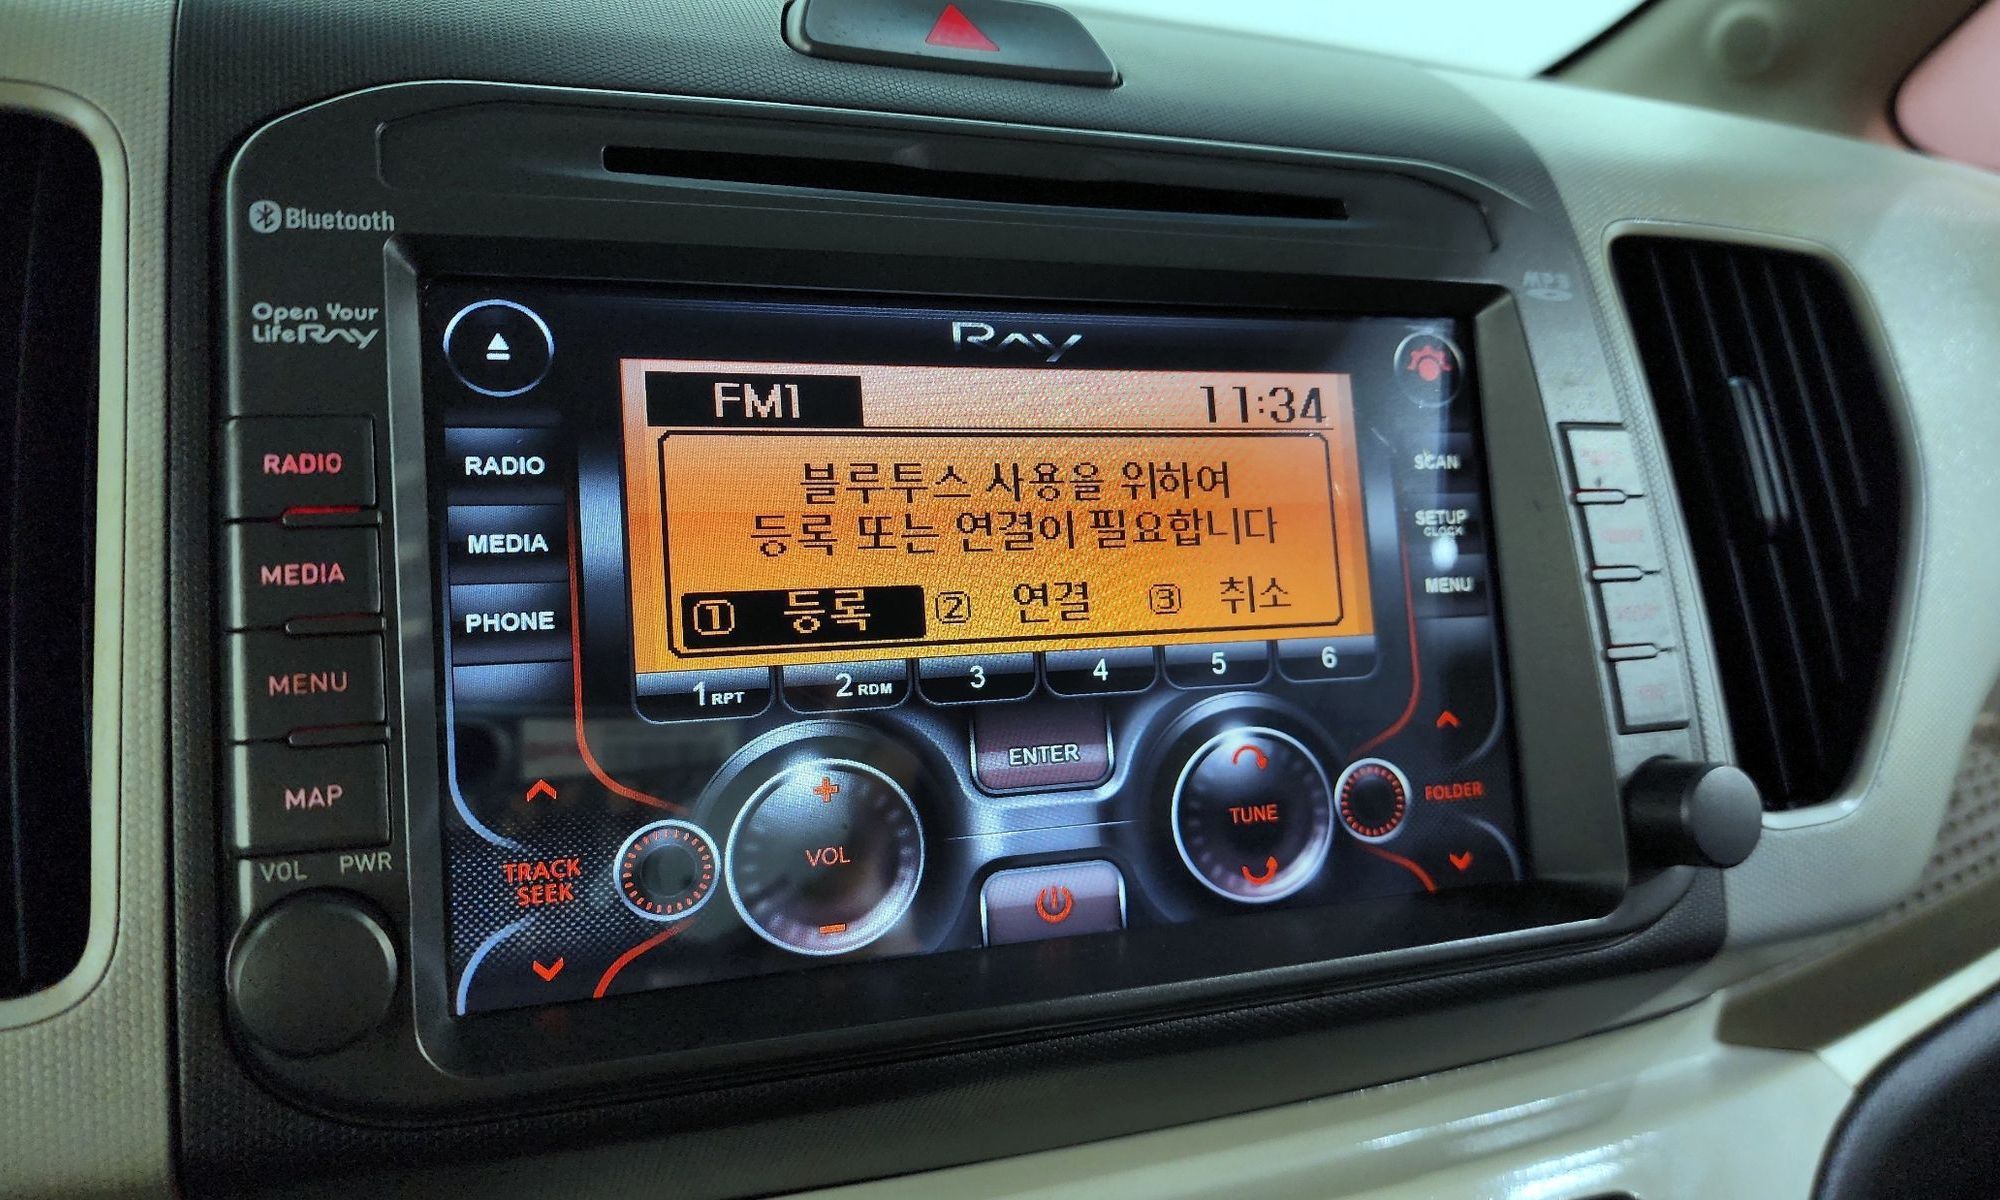 Bluetooth
Open Your
Life RAY
MP3
RAY
FM1
11:34
블루투스 사용을 위하여
등록 또는 연결이 필요합니다
① 등록 ② 연결 ③ 취소
RADIO
MEDIA
MENU
MAP
VOL PWR
RADIO
MEDIA
PHONE
SCAN
SETUP
CLOCK
MENU
1 RPT
2 RDM
3
4
5
6
ENTER
TRACK
SEEK
+
VOL
−
TUNE
FOLDER